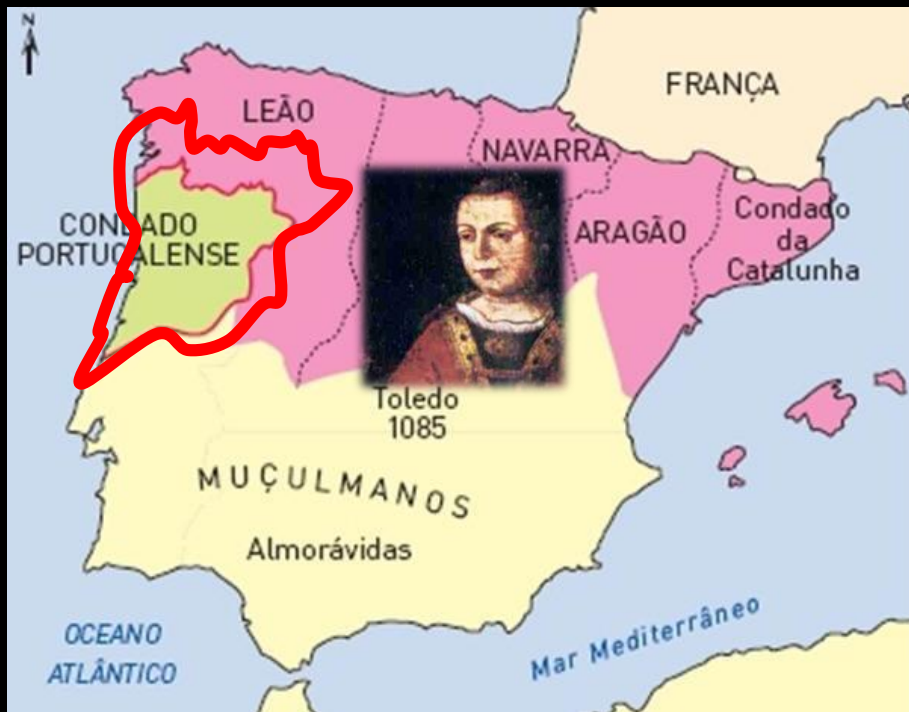 N
FRANÇA
LEÃO
NAVARRA
CONDADO
PORTUCALENSE
ARAGÃO
Condado
da
Catalunha
Toledo
1085
MUÇULMANOS
Almorávidas
OCEANO
ATLÂNTICO
Mar Mediterrâneo